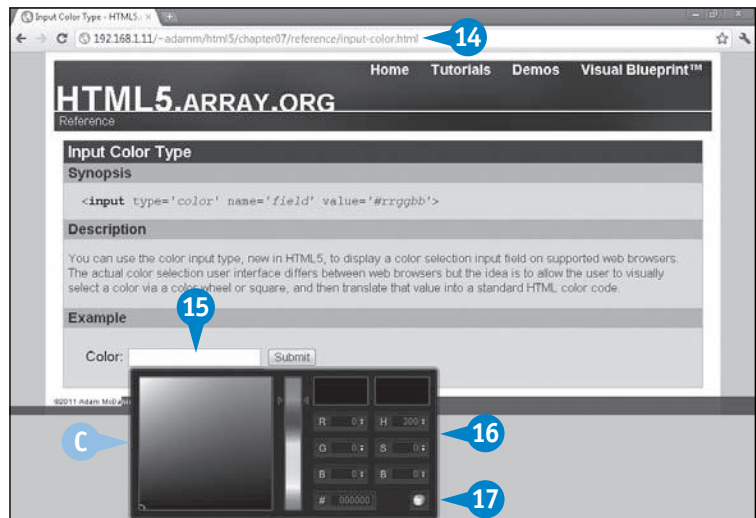 Input Color Type - HTML5.
192.168.1.11/~adamm/html5/chapter07/reference/input-color.html
14
Home Tutorials Demos Visual Blueprint™
HTML5.ARRAY.ORG
Reference
Input Color Type
Synopsis
<input type='color' name='field' value='#rrggbb'>
Description
You can use the color input type, new in HTML5, to display a color selection input field on supported web browsers.
The actual color selection user interface differs between web browsers but the idea is to allow the user to visually
select a color via a color wheel or square, and then translate that value into a standard HTML color code.
15
Example
Color: Submit
©2011 Adam
C
R 0 H 200
16
G 0 S 0
B 0 B 0
# 000000
17